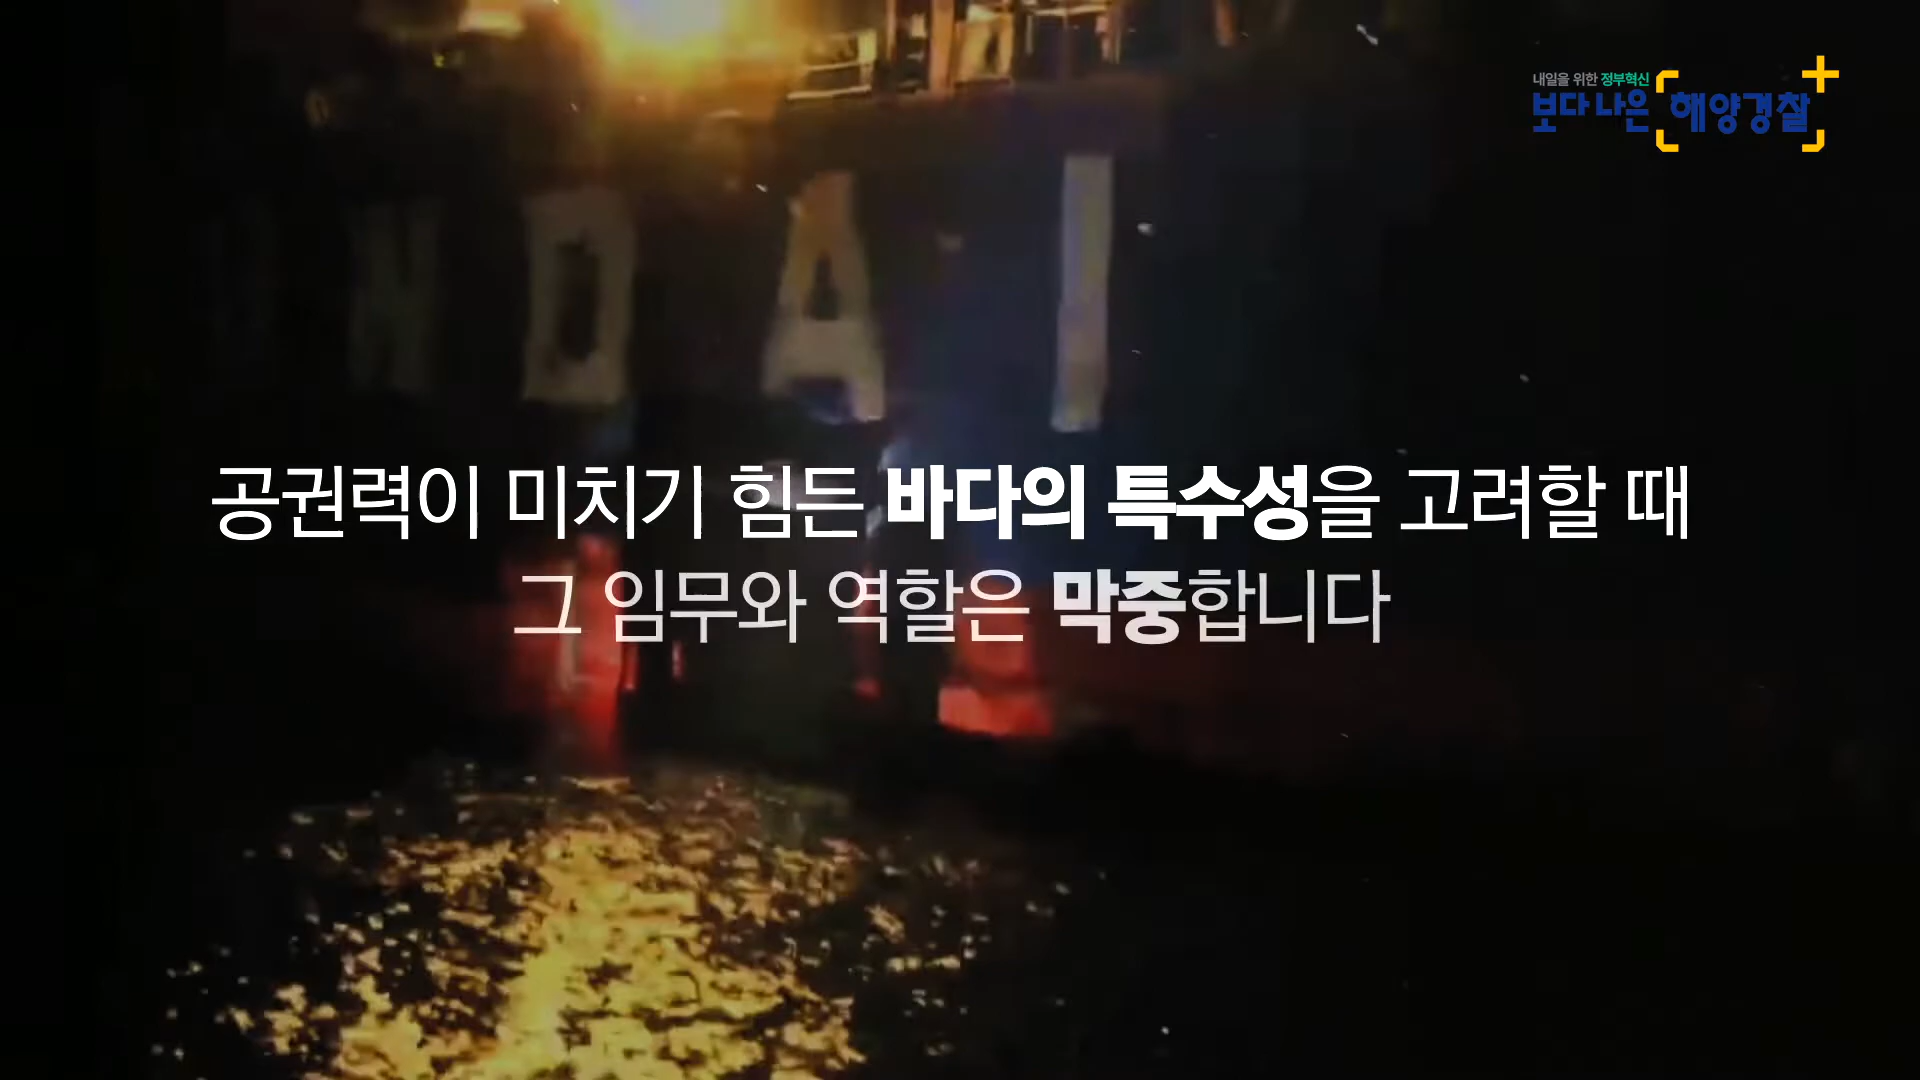 내일을 위한 정부혁신
보다 나은 해양경찰
NDAI
공권력이 미치기 힘든 바다의 특수성을 고려할 때
그 임무와 역할은 막중합니다